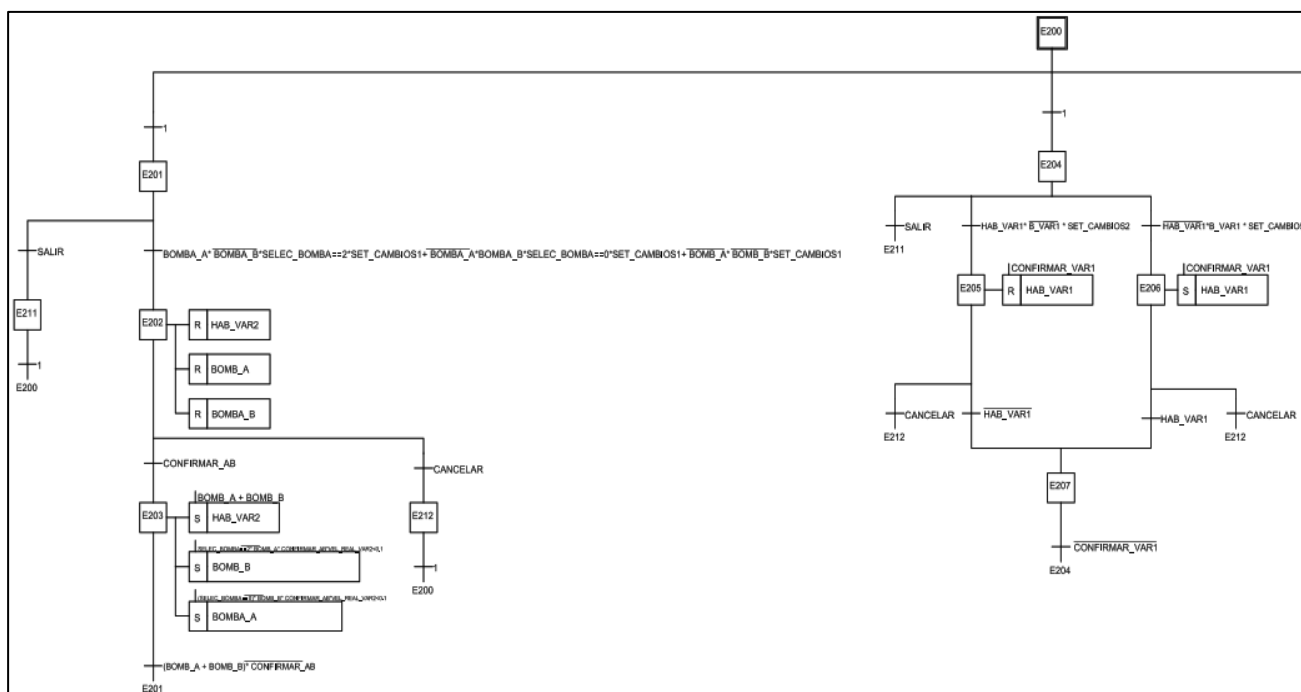 E200
1
1
E201
E204
SALIR
BOMBA_A* BOMBA_B*SELEC_BOMBA==2*SET_CAMBIOS1+ BOMBA_A*BOMBA_B*SELEC_BOMBA==0*SET_CAMBIOS1+ BOMB_A* BOMB_B*SET_CAMBIOS1
SALIR
E211
HAB_VAR1* B_VAR1 * SET_CAMBIOS2
HAB_VAR1*B_VAR1 * SET_CAMBIOS
E211
E202
R HAB_VAR2
R BOMB_A
R BOMBA_B
1
E200
E205
CONFIRMAR_VAR1
R HAB_VAR1
E206
CONFIRMAR_VAR1
S HAB_VAR1
CANCELAR
E212
HAB_VAR1
HAB_VAR1
CANCELAR
E212
CONFIRMAR_AB
CANCELAR
E207
E203
BOMB_A + BOMB_B
S HAB_VAR2
S BOMB_B
S BOMBA_A
E212
1
E200
CONFIRMAR_VAR1
E204
(BOMB_A + BOMB_B)* CONFIRMAR_AB
E201